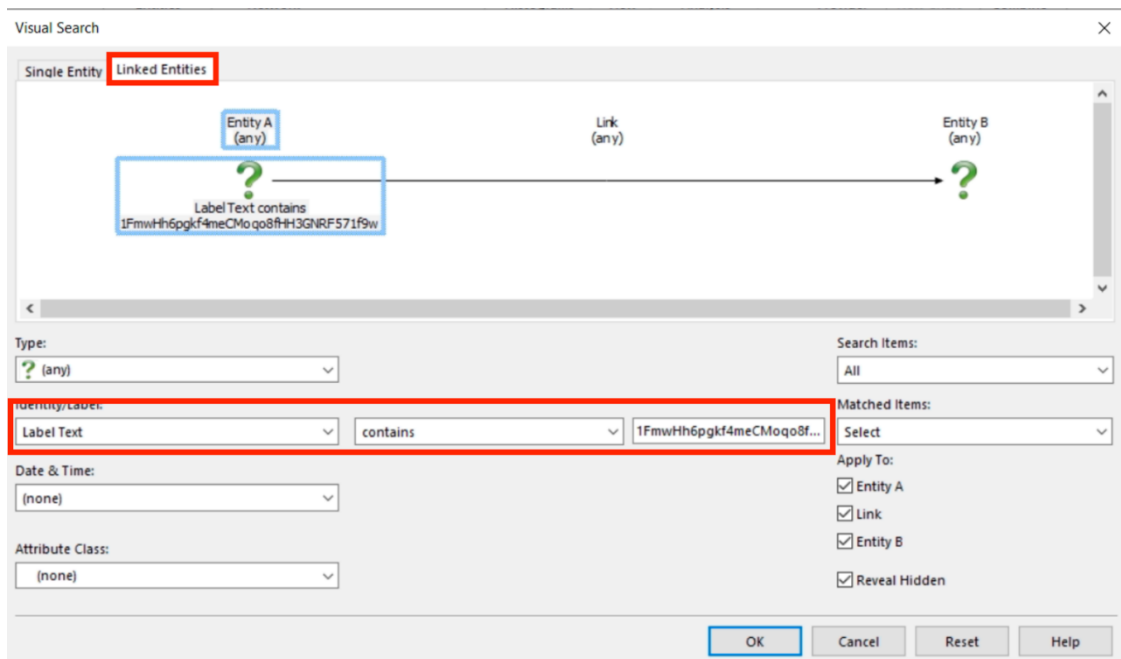 Visual Search
Single Entity Linked Entities
Entity A Link Entity B
(any) (any) (any)
Label Text contains
1FmwHh6pgkf4meCMoqo8fHH3GNRF571f9w
Type: Search Items:
(any) All
Identity/Label: Matched Items:
Label Text contains 1FmwHh6pgkf4meCMoqo8f... Select
Date & Time: Apply To:
(none) Entity A
Link
Attribute Class: Entity B
(none) Reveal Hidden
OK Cancel Reset Help